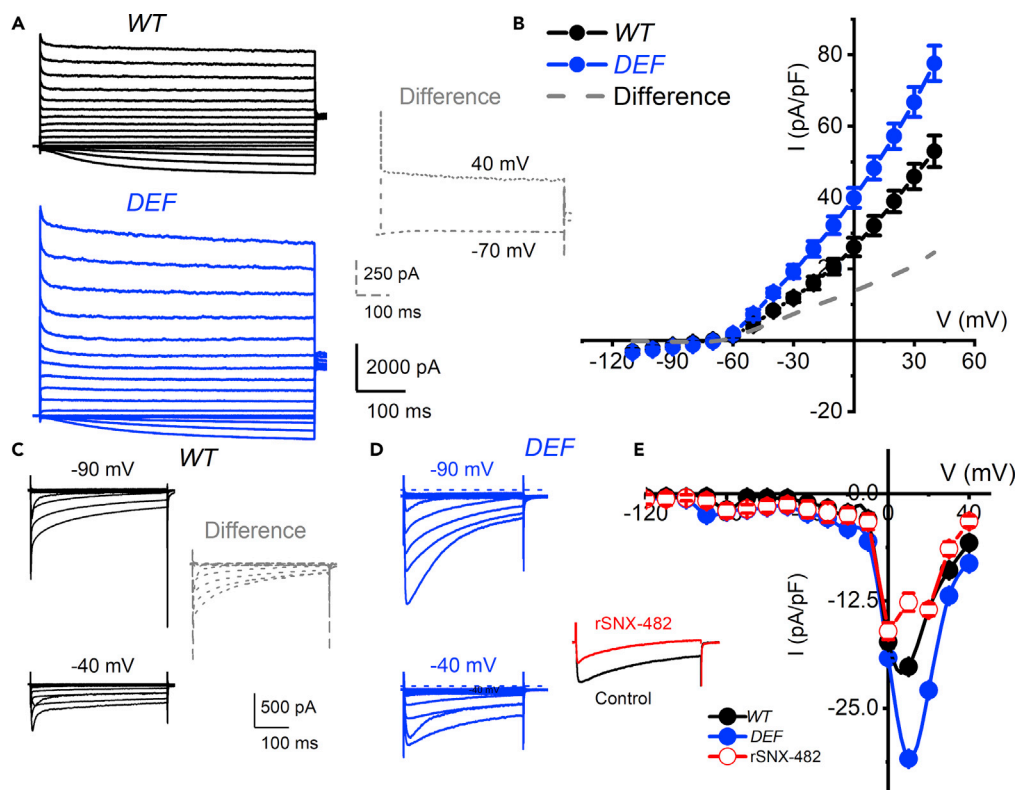 A
WT
Difference
40 mV
-70 mV
250 pA
100 ms
DEF
2000 pA
100 ms
B
WT
DEF
Difference
I (pA/pF)
80
60
40
V (mV)
-120
-90
-60
-30
30
60
-20
C
WT
-90 mV
Difference
-40 mV
500 pA
100 ms
D
DEF
-90 mV
-40 mV
rSNX-482
Control
E
V (mV)
-120
0.0
0
40
I (pA/pF)
-12.5
-25.0
WT
DEF
rSNX-482